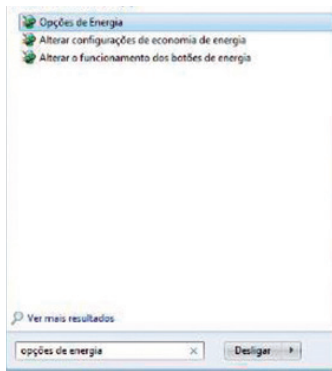 Opções de Energia
Alterar configurações de economia de energia
Alterar o funcionamento dos botões de energia
Ver mais resultados
opções de energia
Desligar